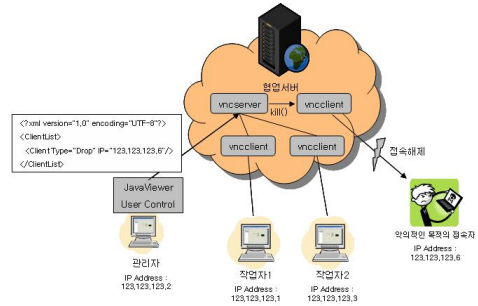 협업서버
vncserver
vncclient
kill()
<?xml version="1,0" encoding="UTF-8"?>
<ClientList>
<Client Type="Drop" IP="123,123,123,6"/>
</ClientList>
vncclient
vncclient
접속해제
JavaViewer
User Control
관리자
IP Address :
123,123,123,2
작업자1
IP Address :
123,123,123,1
작업자2
IP Address :
123,123,123,3
악의적인 목적의 접속자
IP Address :
123,123,123,6